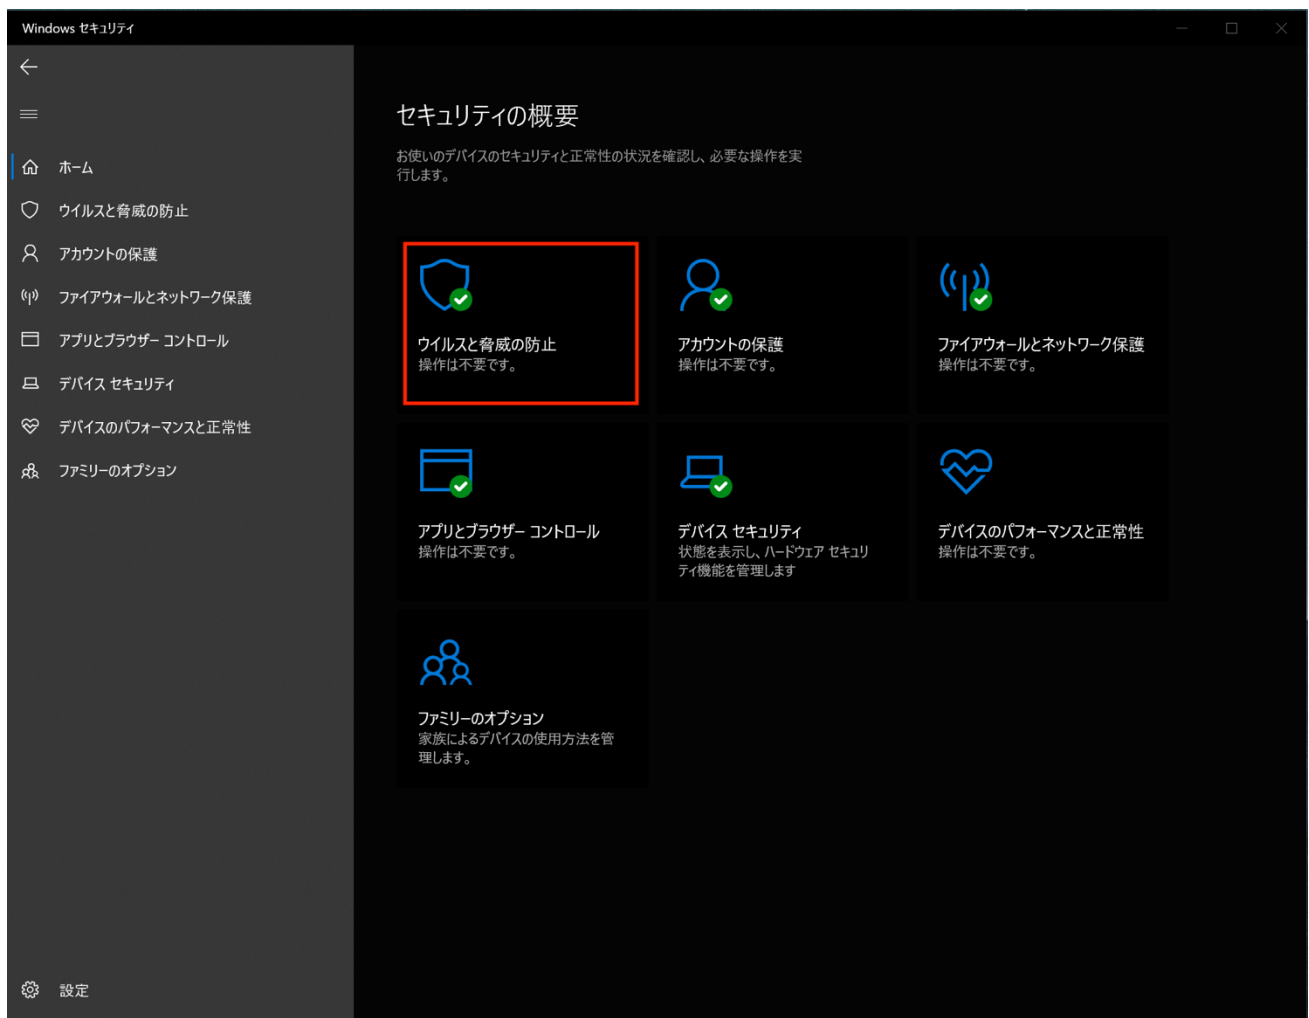 Windows セキュリティ
ホーム
ウイルスと脅威の防止
アカウントの保護
ファイアウォールとネットワーク保護
アプリとブラウザー コントロール
デバイス セキュリティ
デバイスのパフォーマンスと正常性
ファミリーのオプション
設定
セキュリティの概要
お使いのデバイスのセキュリティと正常性の状況を確認し、必要な操作を実
行します。
ウイルスと脅威の防止
操作は不要です。
アカウントの保護
操作は不要です。
ファイアウォールとネットワーク保護
操作は不要です。
アプリとブラウザー コントロール
操作は不要です。
デバイス セキュリティ
状態を表示し、ハードウェア セキュリ
ティ機能を管理します
デバイスのパフォーマンスと正常性
操作は不要です。
ファミリーのオプション
家族によるデバイスの使用方法を管
理します。